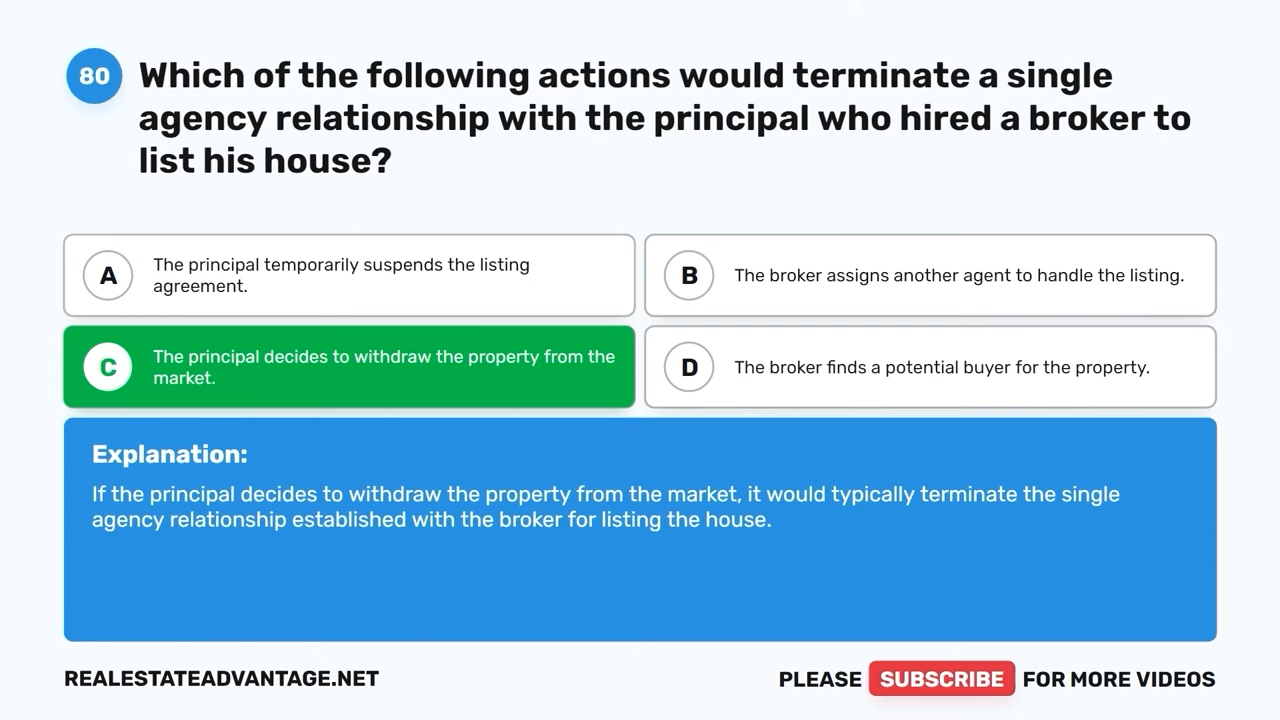 80
Which of the following actions would terminate a single
agency relationship with the principal who hired a broker to
list his house?
A
The principal temporarily suspends the listing
agreement.
B
The broker assigns another agent to handle the listing.
C
The principal decides to withdraw the property from the
market.
D
The broker finds a potential buyer for the property.
Explanation:
If the principal decides to withdraw the property from the market, it would typically terminate the single
agency relationship established with the broker for listing the house.
REALESTATEADVANTAGE.NET
PLEASE SUBSCRIBE FOR MORE VIDEOS